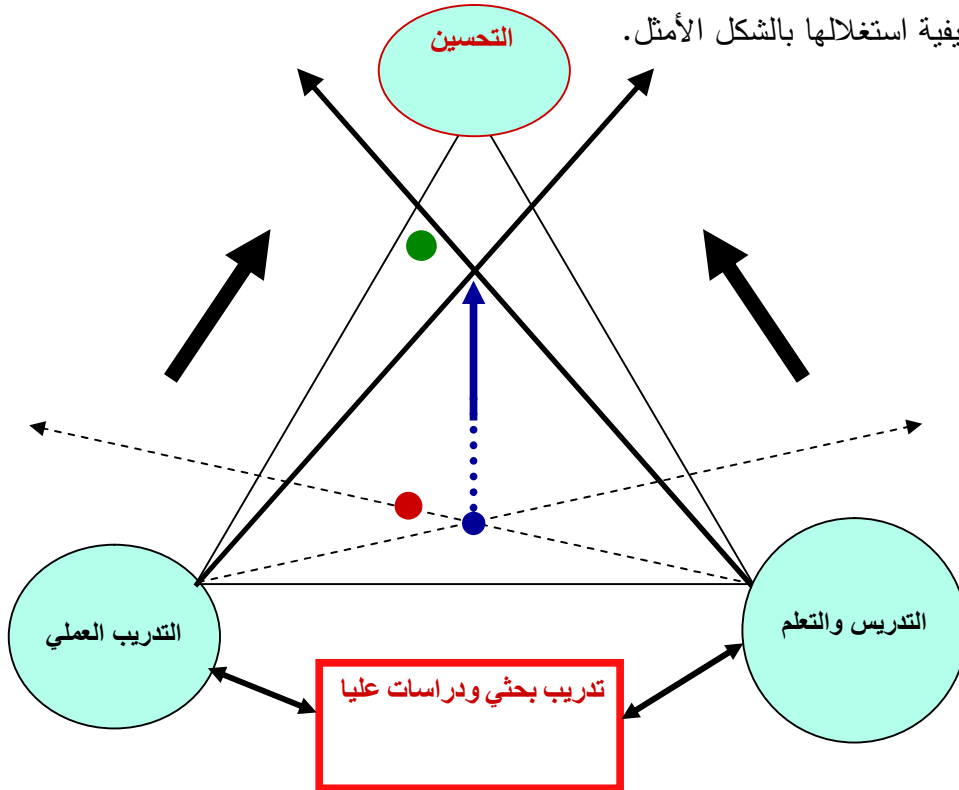 يفية استغلالها بالشكل الأمثل.
التحسين
التدريس والتعلم
التدريب العملي
تدريب بحثي ودراسات عليا